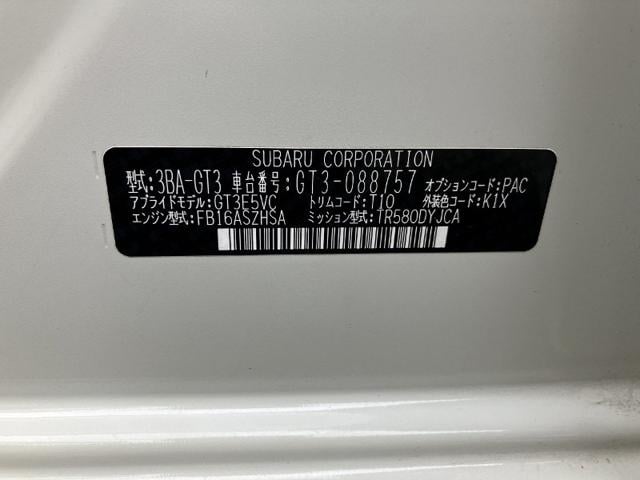 SUBARU CORPORATION
型式:3BA-GT3 車台番号:GT3-088757 オプションコード:PAC
アプライドモデル:GT3E5VC トリムコード:T10 外装色コード:K1X
エンジン型式:FB16ASZHSA ミッション型式:TR580DYJCA